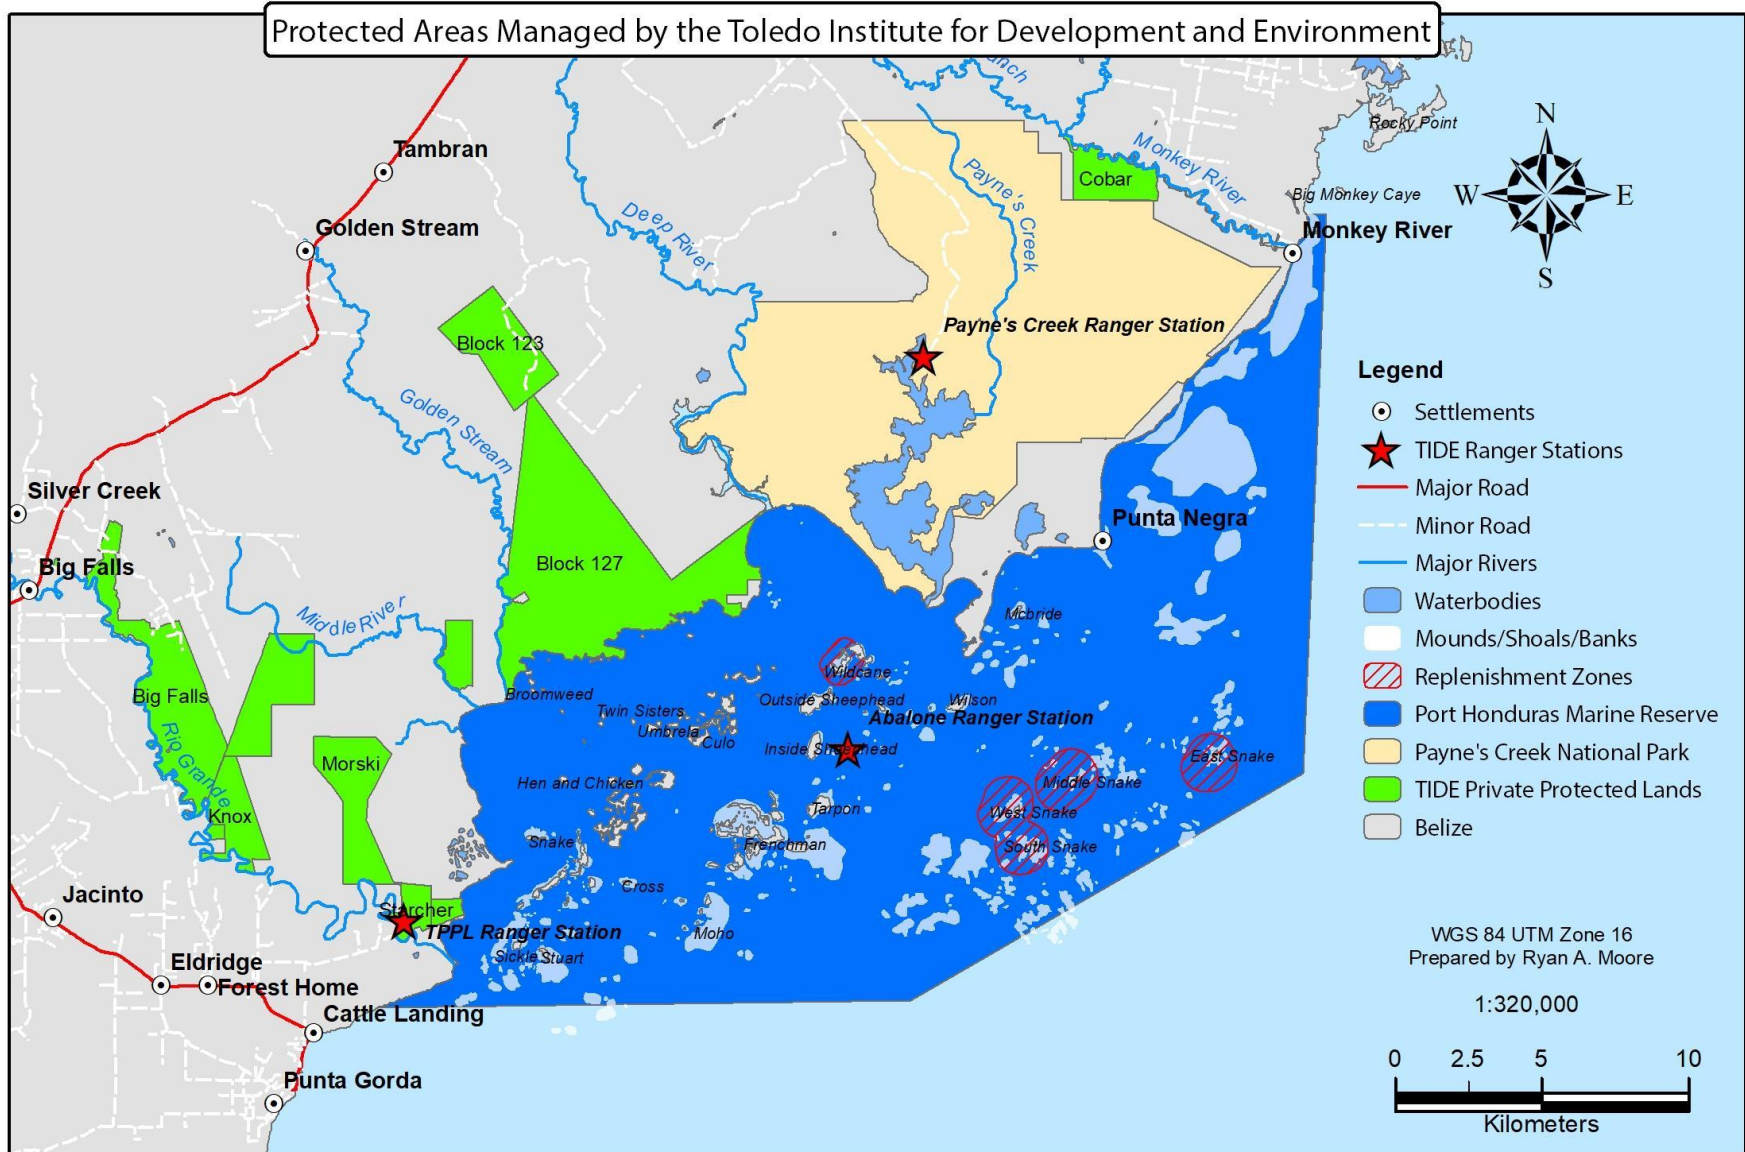 Protected Areas Managed by the Toledo Institute for Development and Environment
anch
Rocky Point
N
Tambran
Monkey River
Payne's Creek
Cobar
Big Monkey Caye
W
E
Golden Stream
Deep River
Monkey River
S
Payne's Creek Ranger Station
Block 123
Legend
Settlements
TIDE Ranger Stations
Major Road
Minor Road
Major Rivers
Waterbodies
Mounds/Shoals/Banks
Replenishment Zones
Port Honduras Marine Reserve
Payne's Creek National Park
TIDE Private Protected Lands
Belize
Golden Stream
Silver Creek
Punta Negra
Big Falls
Block 127
Middle River
Mcbride
Wildcane
Big Falls
Broomweed
Outside Sheephead
Wilson
Twin Sisters
Abalone Ranger Station
Umbrela
Culo
Inside Sheephead
East Snake
Rio Grande
Morski
Hen and Chicken
Middle Snake
Knox
Tarpon
West Snake
Snake
Frenchman
South Snake
Jacinto
Cross
Starcher
TPPL Ranger Station
Moho
Sickle
Stuart
Eldridge
Forest Home
Cattle Landing
Punta Gorda
WGS 84 UTM Zone 16
Prepared by Ryan A. Moore
1:320,000
0 2.5 5 10
Kilometers